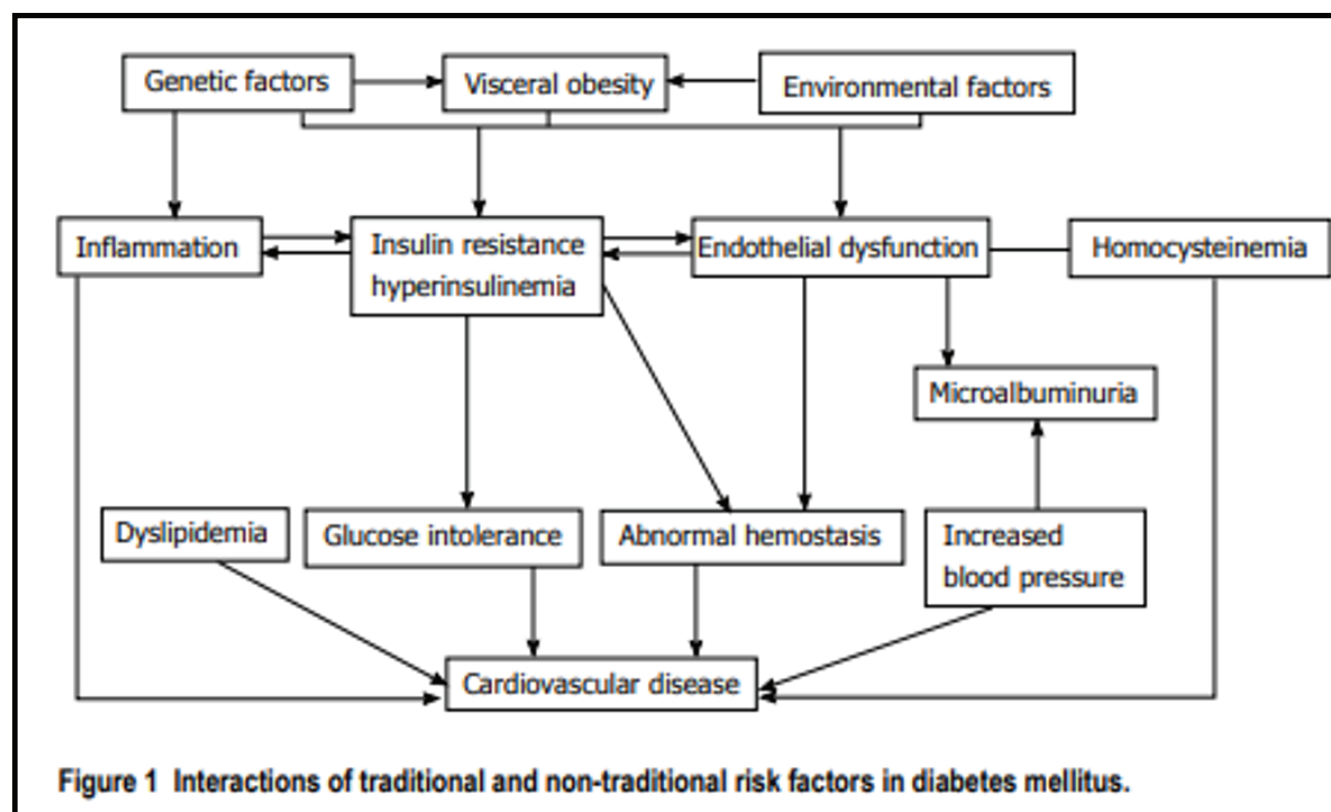 Genetic factors
Visceral obesity
Environmental factors
Inflammation
Insulin resistance
hyperinsulinemia
Endothelial dysfunction
Homocysteinemia
Microalbuminuria
Dyslipidemia
Glucose intolerance
Abnormal hemostasis
Increased
blood pressure
Cardiovascular disease
Figure 1 Interactions of traditional and non-traditional risk factors in diabetes mellitus.